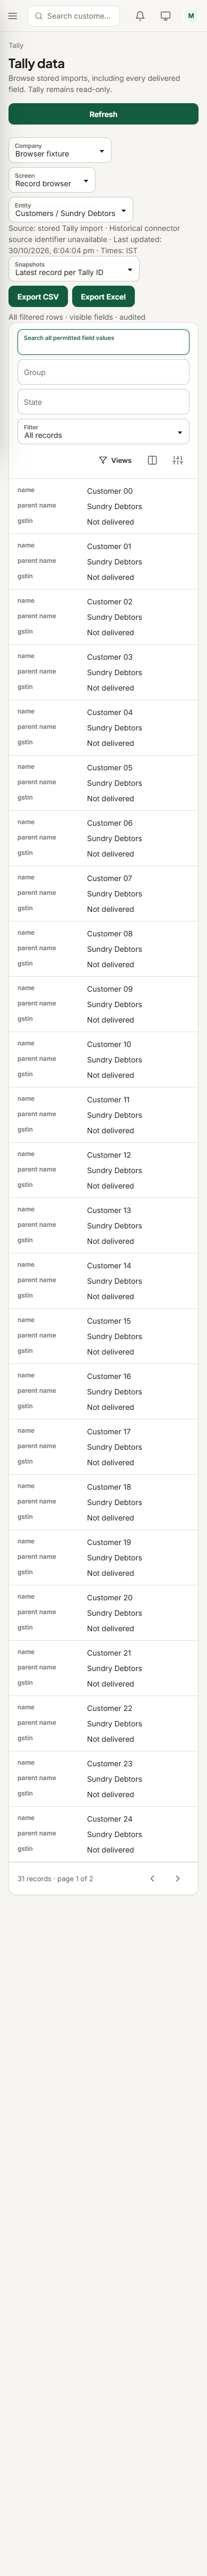 Search custome...
M
Tally
Tally data
Browse stored imports, including every delivered
field. Tally remains read-only.
Refresh
Company
Browser fixture
Screen
Record browser
Entity
Customers / Sundry Debtors
Source: stored Tally import · Historical connector
source identifier unavailable · Last updated:
30/10/2026, 6:04:04 pm · Times: IST
Snapshots
Latest record per Tally ID
Export CSV Export Excel
All filtered rows · visible fields · audited
Search all permitted field values
Group
State
Filter
All records
Views
name Customer 00
parent name Sundry Debtors
gstin Not delivered
name Customer 01
parent name Sundry Debtors
gstin Not delivered
name Customer 02
parent name Sundry Debtors
gstin Not delivered
name Customer 03
parent name Sundry Debtors
gstin Not delivered
name Customer 04
parent name Sundry Debtors
gstin Not delivered
name Customer 05
parent name Sundry Debtors
gstin Not delivered
name Customer 06
parent name Sundry Debtors
gstin Not delivered
name Customer 07
parent name Sundry Debtors
gstin Not delivered
name Customer 08
parent name Sundry Debtors
gstin Not delivered
name Customer 09
parent name Sundry Debtors
gstin Not delivered
name Customer 10
parent name Sundry Debtors
gstin Not delivered
name Customer 11
parent name Sundry Debtors
gstin Not delivered
name Customer 12
parent name Sundry Debtors
gstin Not delivered
name Customer 13
parent name Sundry Debtors
gstin Not delivered
name Customer 14
parent name Sundry Debtors
gstin Not delivered
name Customer 15
parent name Sundry Debtors
gstin Not delivered
name Customer 16
parent name Sundry Debtors
gstin Not delivered
name Customer 17
parent name Sundry Debtors
gstin Not delivered
name Customer 18
parent name Sundry Debtors
gstin Not delivered
name Customer 19
parent name Sundry Debtors
gstin Not delivered
name Customer 20
parent name Sundry Debtors
gstin Not delivered
name Customer 21
parent name Sundry Debtors
gstin Not delivered
name Customer 22
parent name Sundry Debtors
gstin Not delivered
name Customer 23
parent name Sundry Debtors
gstin Not delivered
name Customer 24
parent name Sundry Debtors
gstin Not delivered
31 records · page 1 of 2